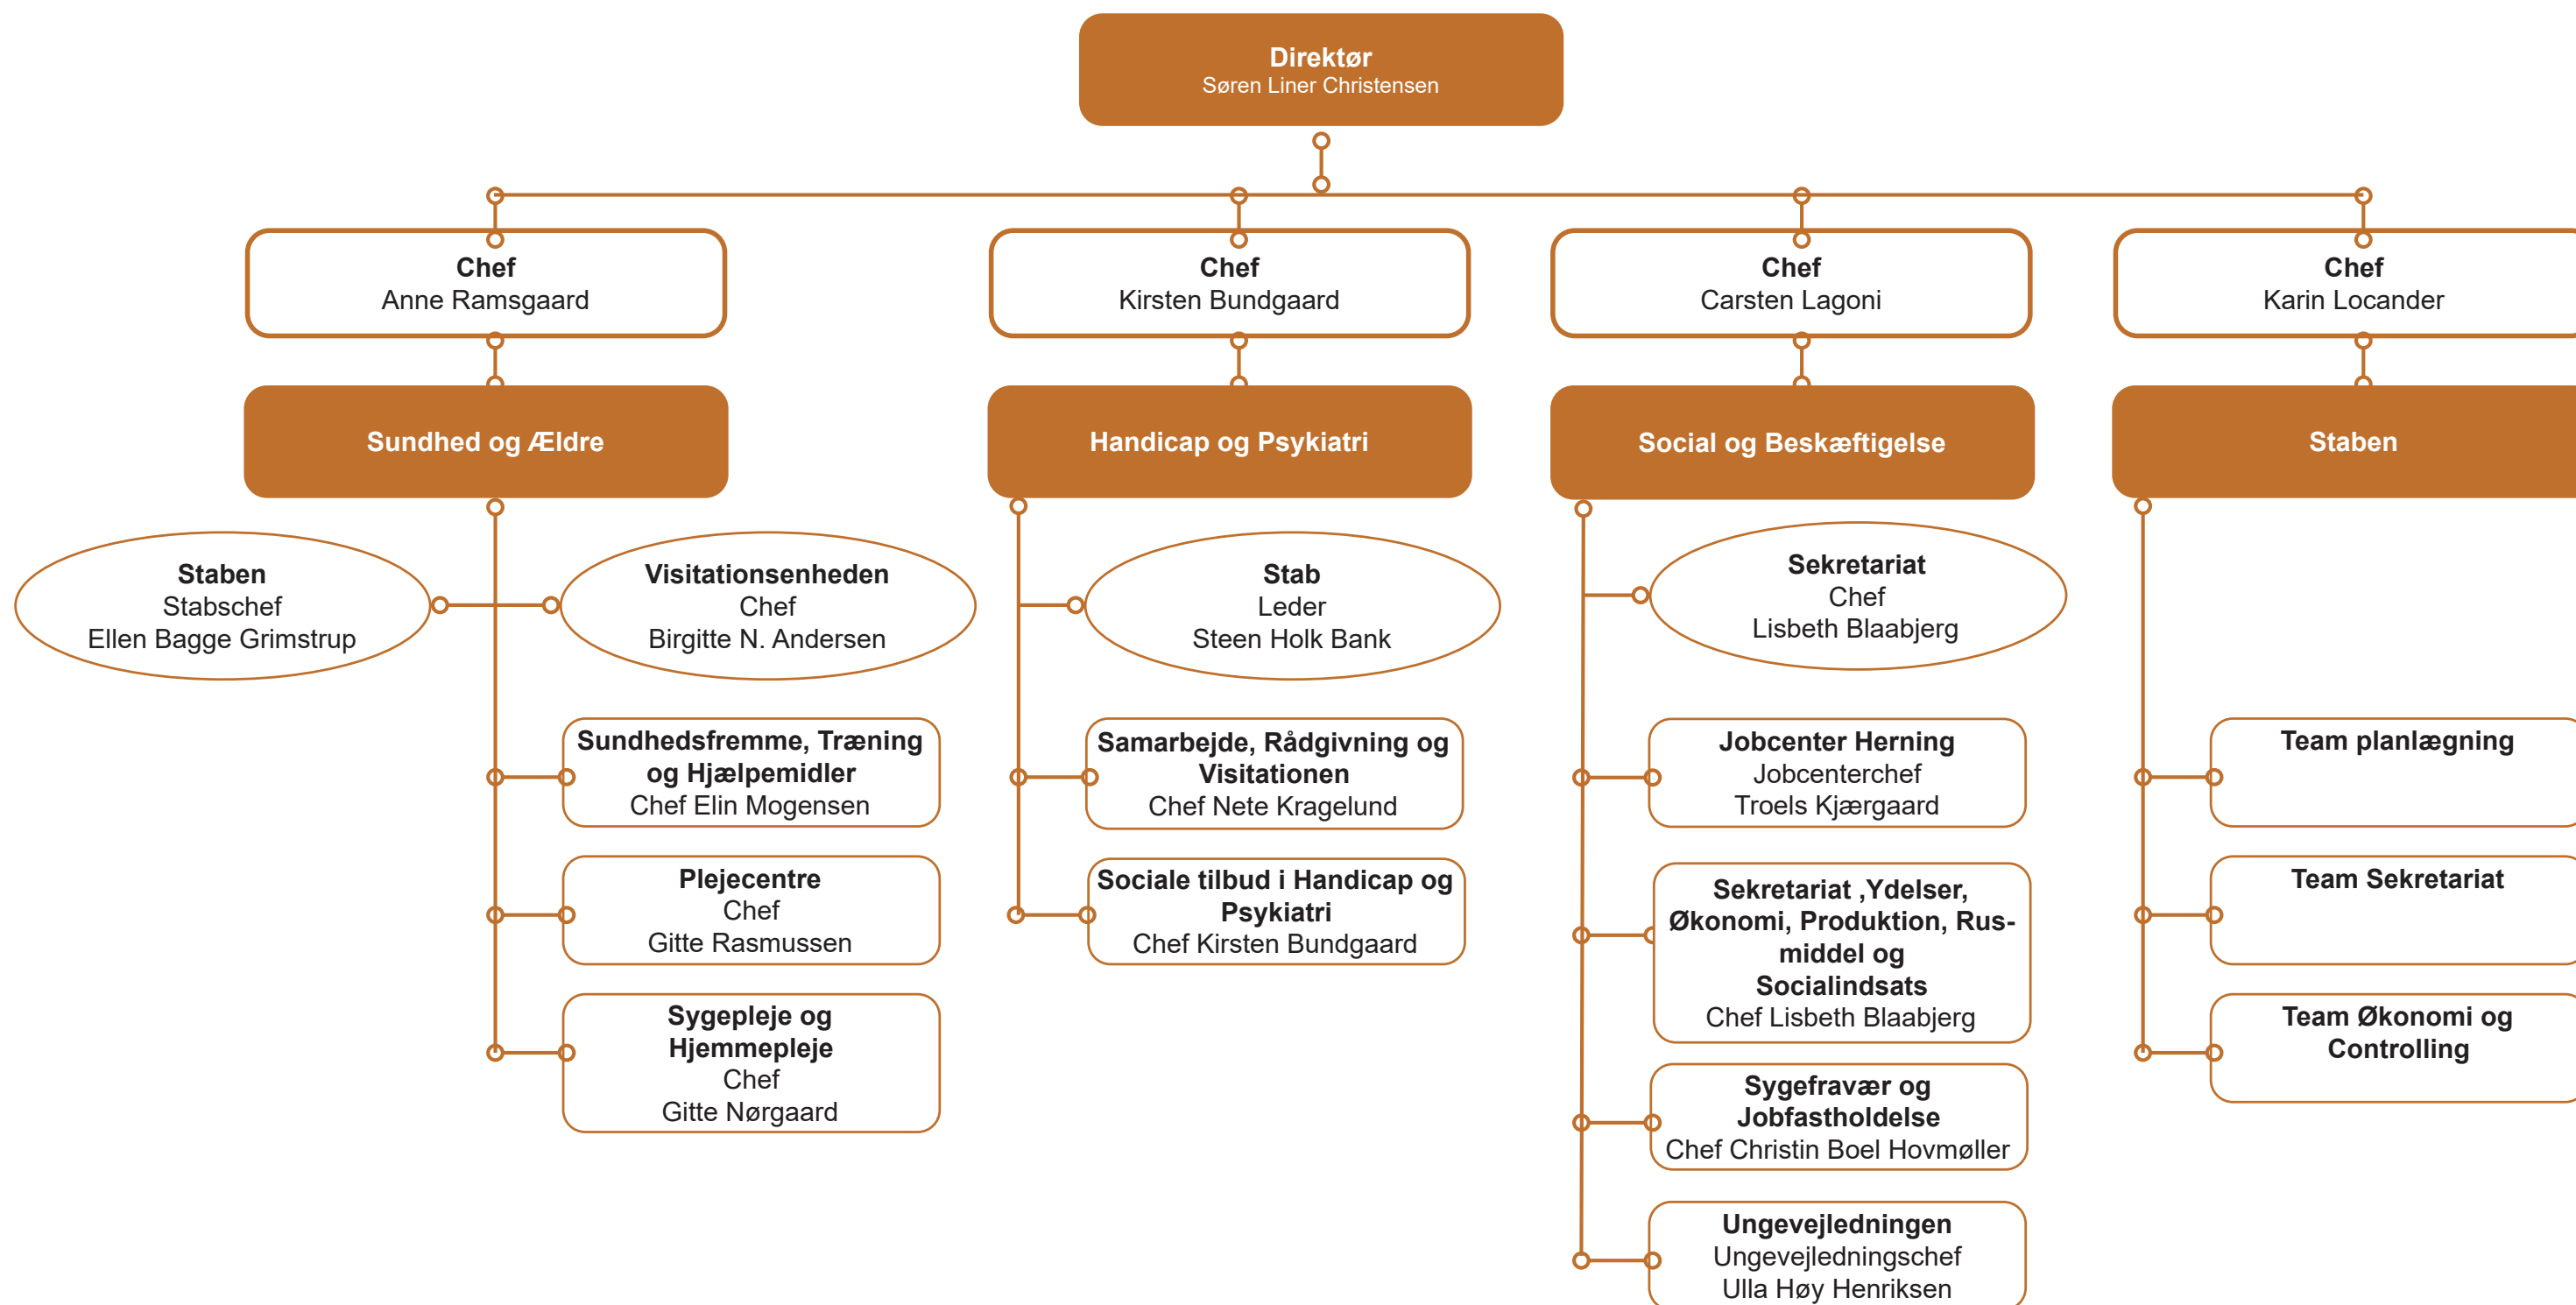 Direktør
Søren Liner Christensen
Chef
Anne Ramsgaard
Chef
Kirsten Bundgaard
Chef
Carsten Lagoni
Chef
Karin Locander
Sundhed og Ældre
Handicap og Psykiatri
Social og Beskæftigelse
Staben
Staben
Stabschef
Ellen Bagge Grimstrup
Visitationsenheden
Chef
Birgitte N. Andersen
Sundhedsfremme, Træning
og Hjælpemidler
Chef Elin Mogensen
Plejecentre
Chef
Gitte Rasmussen
Sygepleje og
Hjemmepleje
Chef
Gitte Nørgaard
Stab
Leder
Steen Holk Bank
Samarbejde, Rådgivning og
Visitationen
Chef Nete Kragelund
Sociale tilbud i Handicap og
Psykiatri
Chef Kirsten Bundgaard
Sekretariat
Chef
Lisbeth Blaabjerg
Jobcenter Herning
Jobcenterchef
Troels Kjærgaard
Sekretariat ,Ydelser,
Økonomi, Produktion, Rus-
middel og
Socialindsats
Chef Lisbeth Blaabjerg
Sygefravær og
Jobfastholdelse
Chef Christin Boel Hovmøller
Ungevejledningen
Ungevejledningschef
Ulla Høy Henriksen
Team planlægning
Team Sekretariat
Team Økonomi og
Controlling